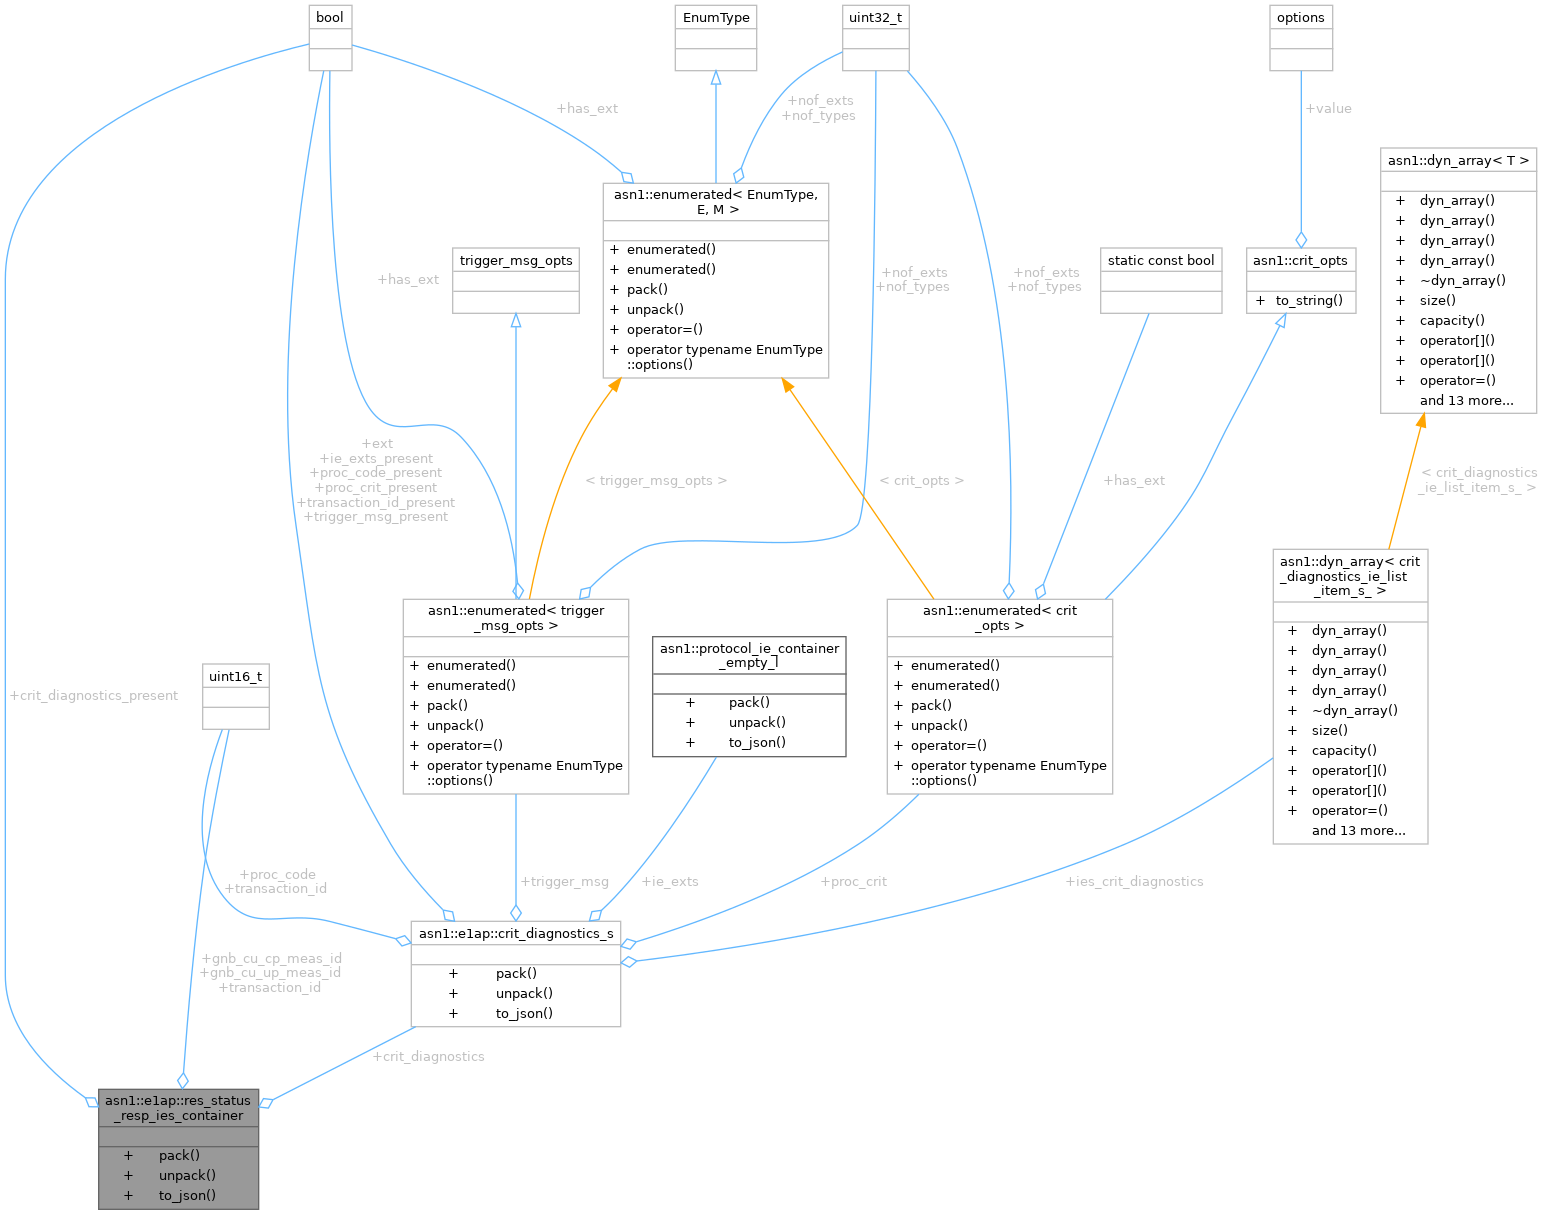 bool
EnumType
uint32_t
options
+has_ext
+nof_exts
+nof_types
+value
asn1::dyn_array< T >
+ dyn_array()
+ dyn_array()
+ dyn_array()
+ dyn_array()
+ ~dyn_array()
+ size()
+ capacity()
+ operator[]()
+ operator[]()
+ operator=()
and 13 more...
asn1::enumerated< EnumType,
E, M >
+ enumerated()
+ enumerated()
+ pack()
+ unpack()
+ operator=()
+ operator typename EnumType
::options()
trigger_msg_opts
static const bool
asn1::crit_opts
+ to_string()
+has_ext
+nof_exts
+nof_types
+nof_exts
+nof_types
+ext
+ie_exts_present
+proc_code_present
+proc_crit_present
+transaction_id_present
+trigger_msg_present
< trigger_msg_opts >
< crit_opts >
+has_ext
< crit_diagnostics
_ie_list_item_s_ >
asn1::dyn_array< crit
_diagnostics_ie_list
_item_s_ >
+ dyn_array()
+ dyn_array()
+ dyn_array()
+ dyn_array()
+ ~dyn_array()
+ size()
+ capacity()
+ operator[]()
+ operator[]()
+ operator=()
and 13 more...
asn1::enumerated< trigger
_msg_opts >
+ enumerated()
+ enumerated()
+ pack()
+ unpack()
+ operator=()
+ operator typename EnumType
::options()
asn1::protocol_ie_container
_empty_l
+ pack()
+ unpack()
+ to_json()
asn1::enumerated< crit
_opts >
+ enumerated()
+ enumerated()
+ pack()
+ unpack()
+ operator=()
+ operator typename EnumType
::options()
uint16_t
+crit_diagnostics_present
+proc_code
+transaction_id
+trigger_msg
+ie_exts
+proc_crit
+ies_crit_diagnostics
asn1::e1ap::crit_diagnostics_s
+ pack()
+ unpack()
+ to_json()
+gnb_cu_cp_meas_id
+gnb_cu_up_meas_id
+transaction_id
+crit_diagnostics
asn1::e1ap::res_status
_resp_ies_container
+ pack()
+ unpack()
+ to_json()